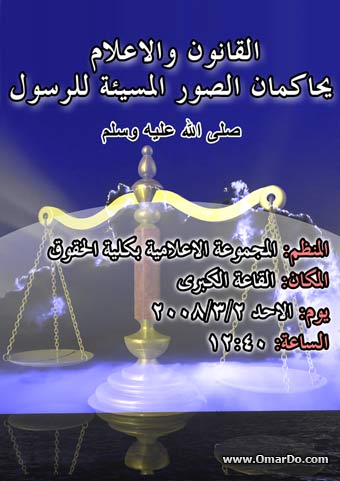 القانون والاعلام
يحاكمان الصور المسيئة للرسول
صلى الله عليه وسلم
المنظم: المجموعة الاعلامية بكلية الحقوق
المكان: القاعة الكبرى
يوم: الاحد ٢٠٠٨/٣/٢
الساعة: ١٢:٤٠
www.OmarDo.com